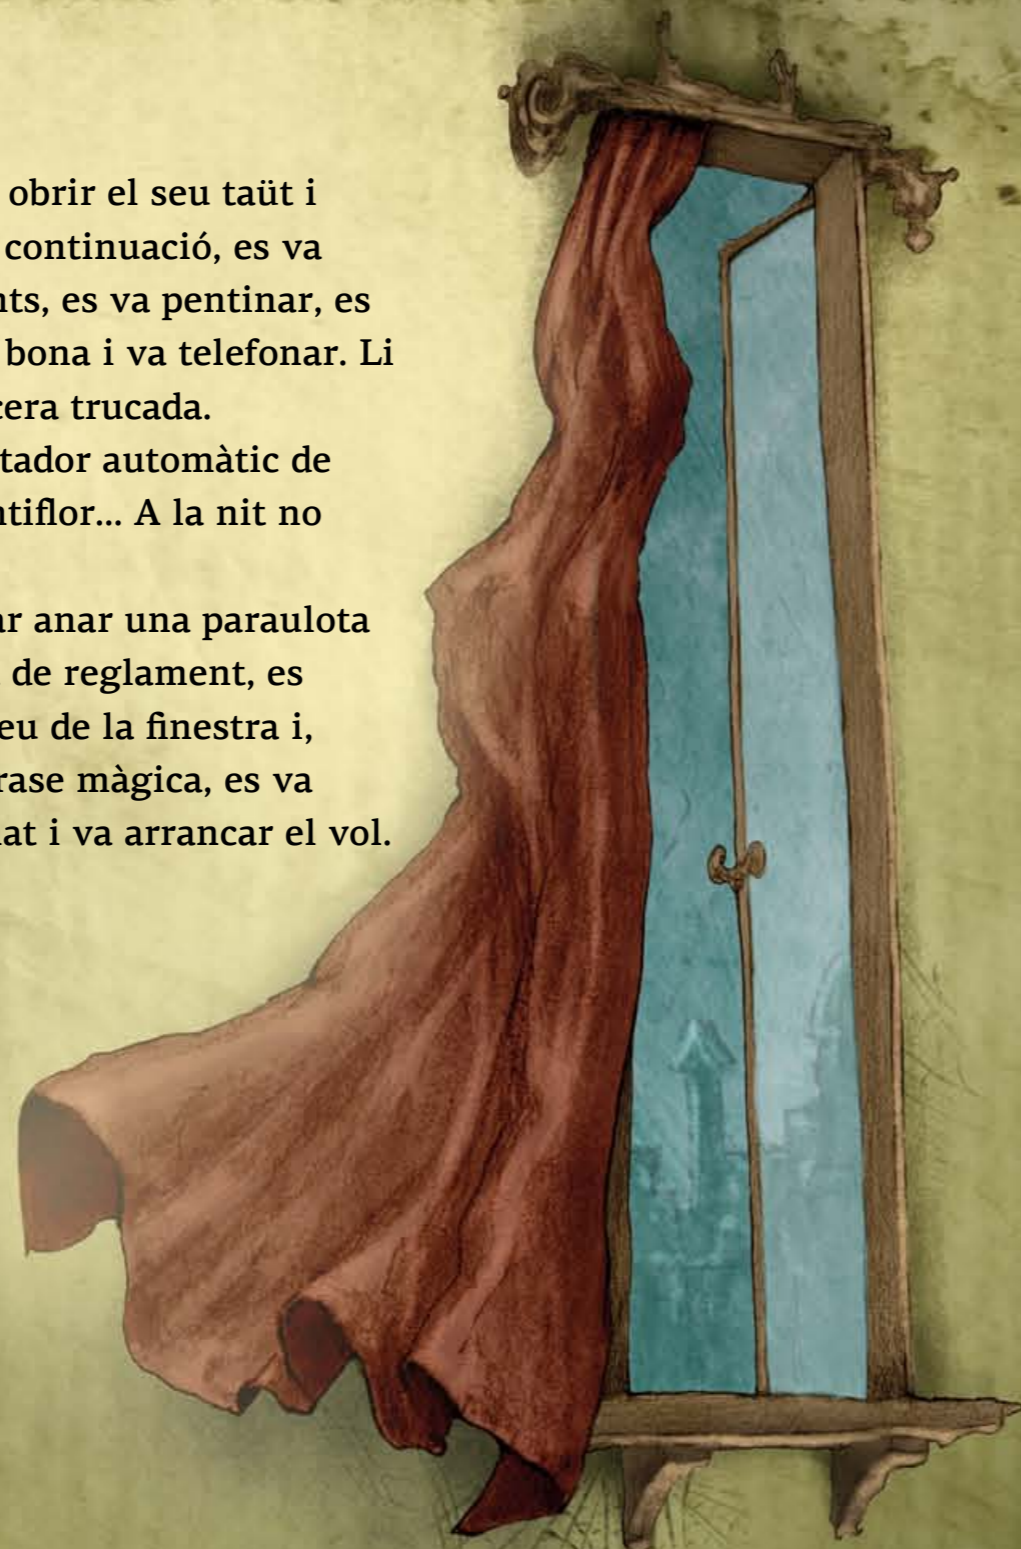 obrir el seu taüt i
continuació, es va
nts, es va pentinar, es
bona i va telefonar. Li
cera trucada.
tador automàtic de
ntiflor... A la nit no
ar anar una paraulota
de reglament, es
eu de la finestra i,
rase màgica, es va
at i va arrancar el vol.